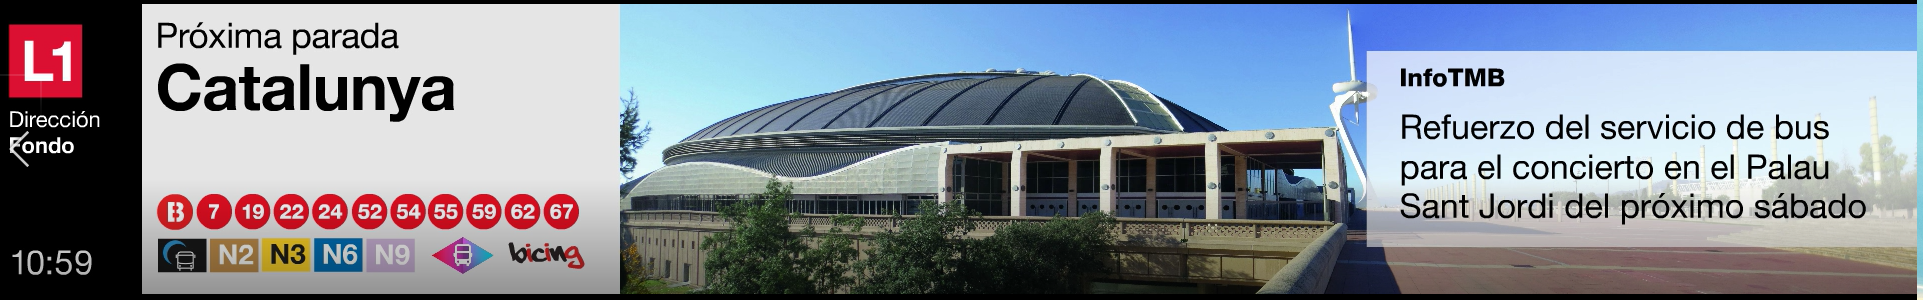 L1
Dirección
Fondo
10:59
Próxima parada
Catalunya
B 7 19 22 24 52 54 55 59 62 67
N2 N3 N6 N9 bicing
InfoTMB
Refuerzo del servicio de bus
para el concierto en el Palau
Sant Jordi del próximo sábado